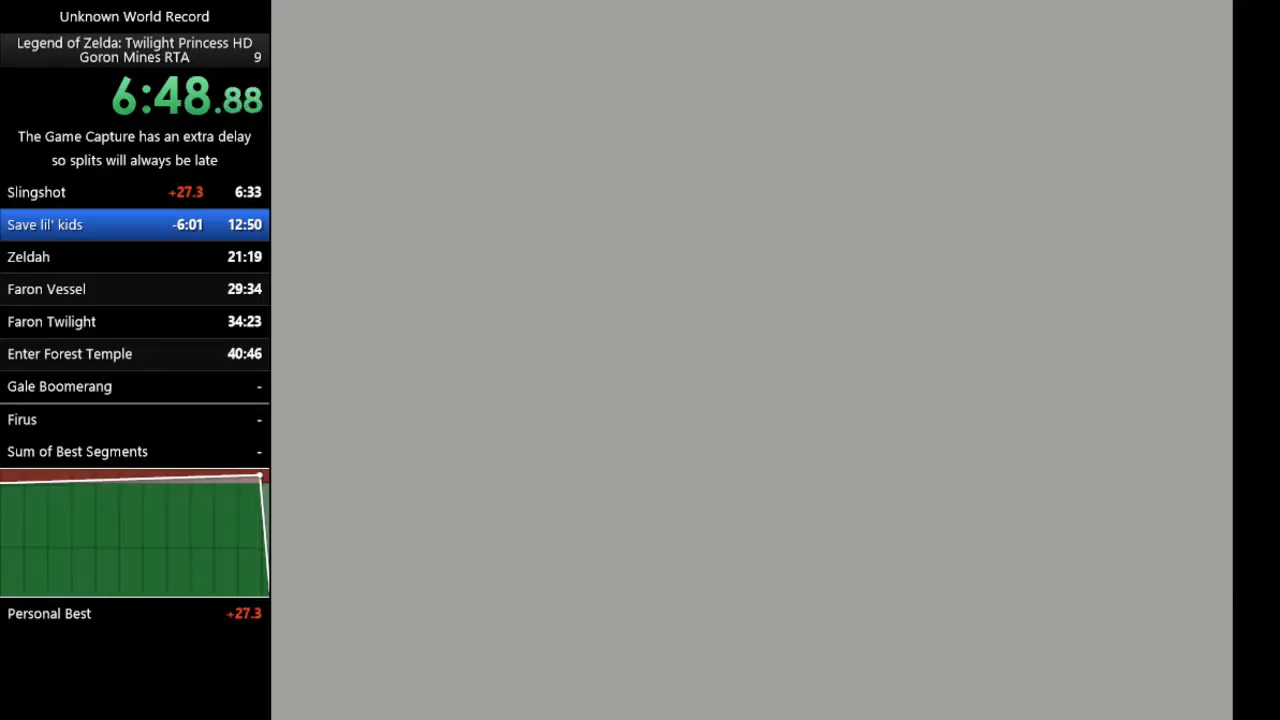 Unknown World Record
Legend of Zelda: Twilight Princess HD
Goron Mines RTA 9
6:48.88
The Game Capture has an extra delay
so splits will always be late
Slingshot +27.3 6:33
Save lil' kids -6:01 12:50
Zeldah 21:19
Faron Vessel 29:34
Faron Twilight 34:23
Enter Forest Temple 40:46
Gale Boomerang -
Firus -
Sum of Best Segments -
Personal Best +27.3